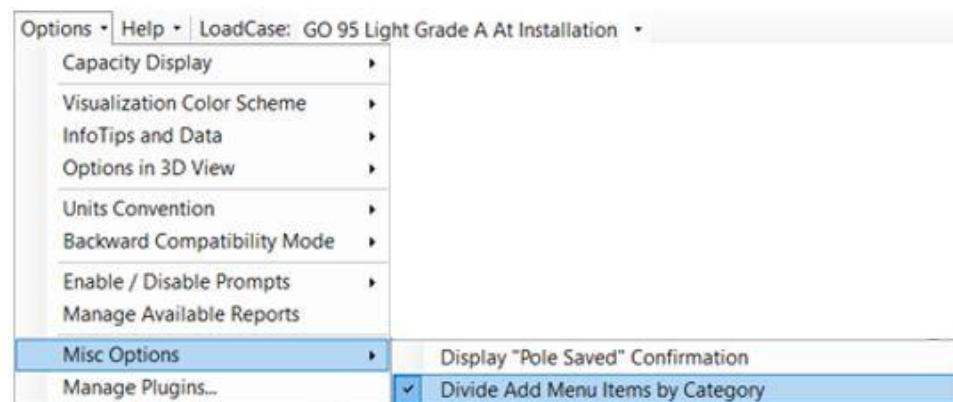 Options Help LoadCase: GO 95 Light Grade A At Installation
Capacity Display
Visualization Color Scheme
InfoTips and Data
Options in 3D View
Units Convention
Backward Compatibility Mode
Enable / Disable Prompts
Manage Available Reports
Misc Options
Display "Pole Saved" Confirmation
Manage Plugins...
Divide Add Menu Items by Category